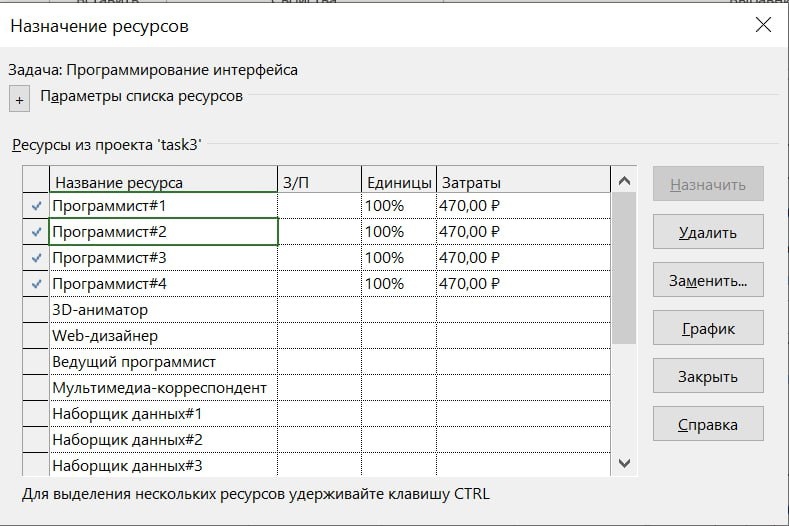 Назначение ресурсов
Задача: Программирование интерфейса
+ Параметры списка ресурсов
Ресурсы из проекта 'task3'
Название ресурса З/П Единицы Затраты
Программист#1 100% 470,00 ₽
Программист#2 100% 470,00 ₽
Программист#3 100% 470,00 ₽
Программист#4 100% 470,00 ₽
3D-аниматор
Web-дизайнер
Ведущий программист
Мультимедиа-корреспондент
Наборщик данных#1
Наборщик данных#2
Наборщик данных#3
Назначить
Удалить
Заменить...
График
Закрыть
Справка
Для выделения нескольких ресурсов удерживайте клавишу CTRL